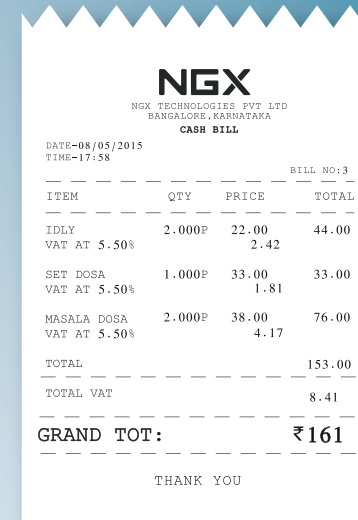 NGX
NGX TECHNOLOGIES PVT LTD
BANGALORE,KARNATAKA
CASH BILL
DATE-08/05/2015
TIME-17:58
BILL NO:3
ITEM QTY PRICE TOTAL
IDLY 2.000P 22.00 44.00
VAT AT 5.50% 2.42
SET DOSA 1.000P 33.00 33.00
VAT AT 5.50% 1.81
MASALA DOSA 2.000P 38.00 76.00
VAT AT 5.50% 4.17
TOTAL 153.00
TOTAL VAT 8.41
GRAND TOT: ₹161
THANK YOU